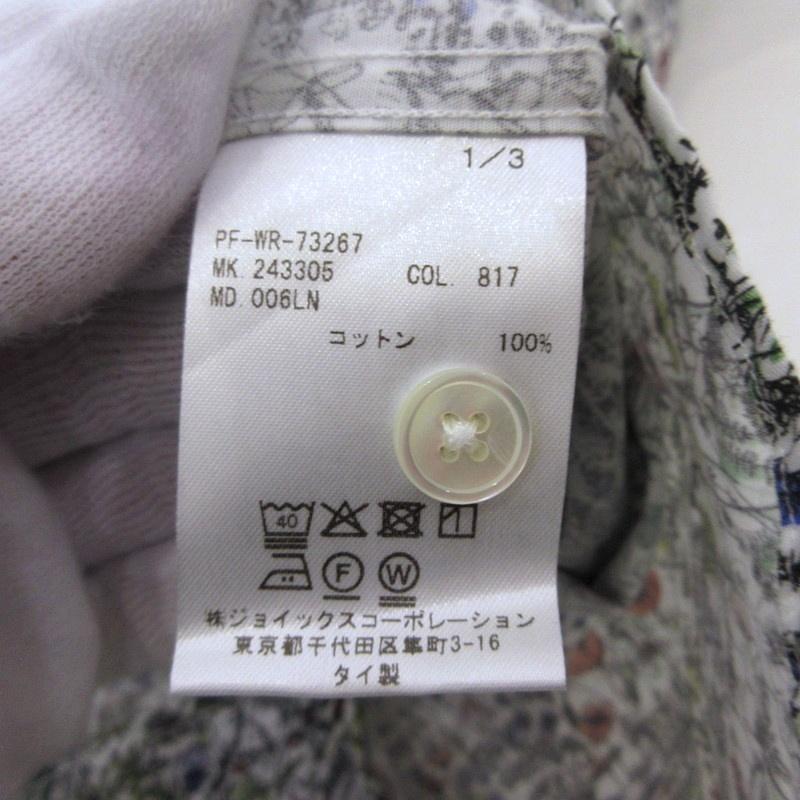 1/3
PF-WR-73267
MK. 243305 COL. 817
MD. 006LN
コットン 100%
40
F W
株ジョイックスコーポレーション
東京都千代田区隼町3-16
タイ製